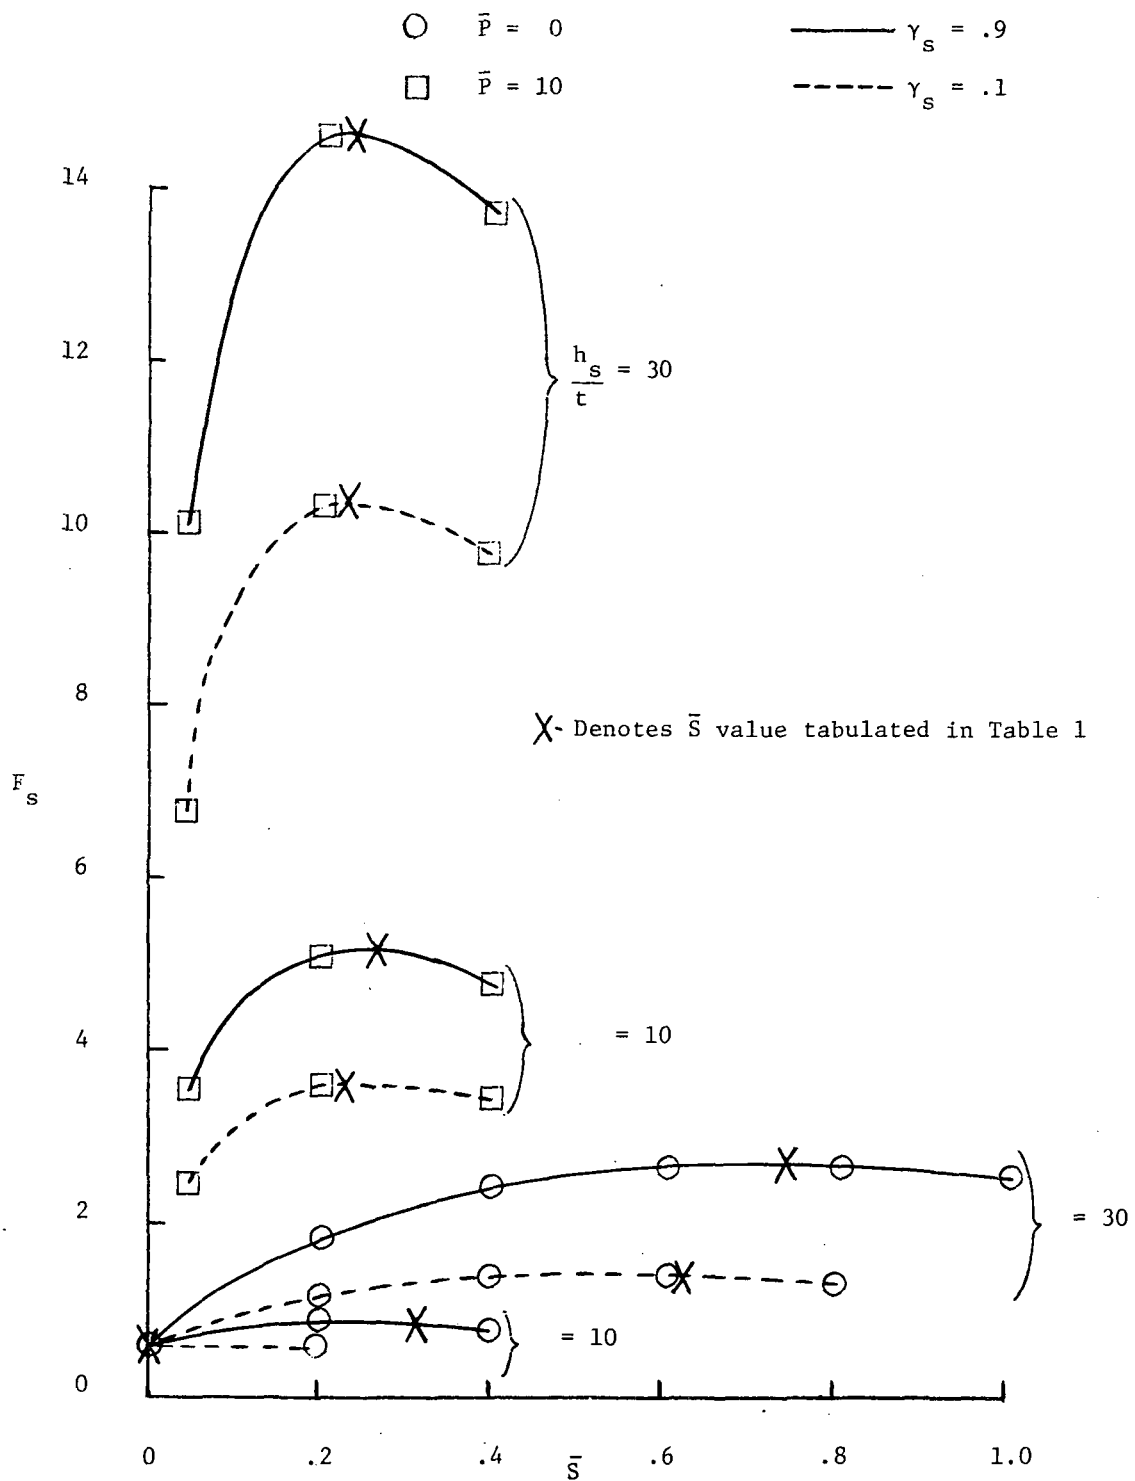 P̄ = 0
γs = .9
P̄ = 10
γs = .1
14
12
hs/t = 30
10
8
X- Denotes S̄ value tabulated in Table 1
F̄s
6
4
= 10
2
= 30
= 10
0
0 .2 .4 .6 .8 1.0
S̄